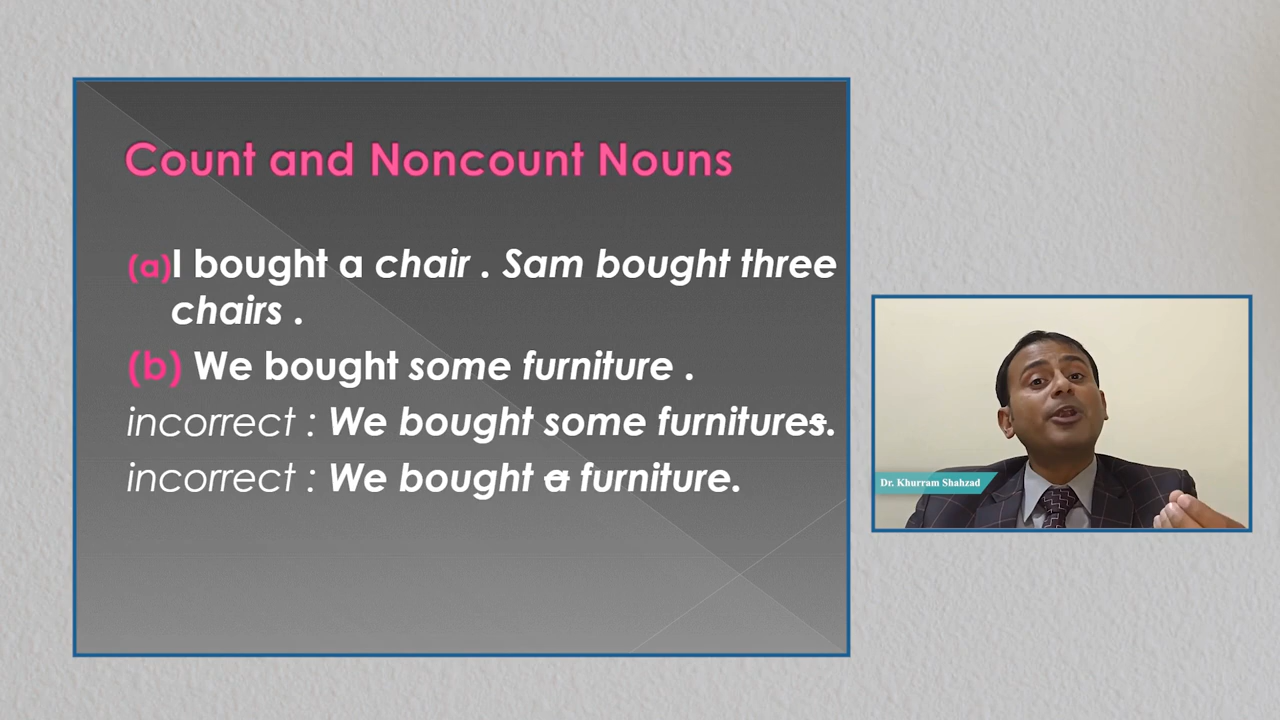 Count and Noncount Nouns
(a)I bought a chair . Sam bought three
chairs .
(b) We bought some furniture .
incorrect : We bought some furnitures.
incorrect : We bought a furniture.
Dr. Khurram Shahzad